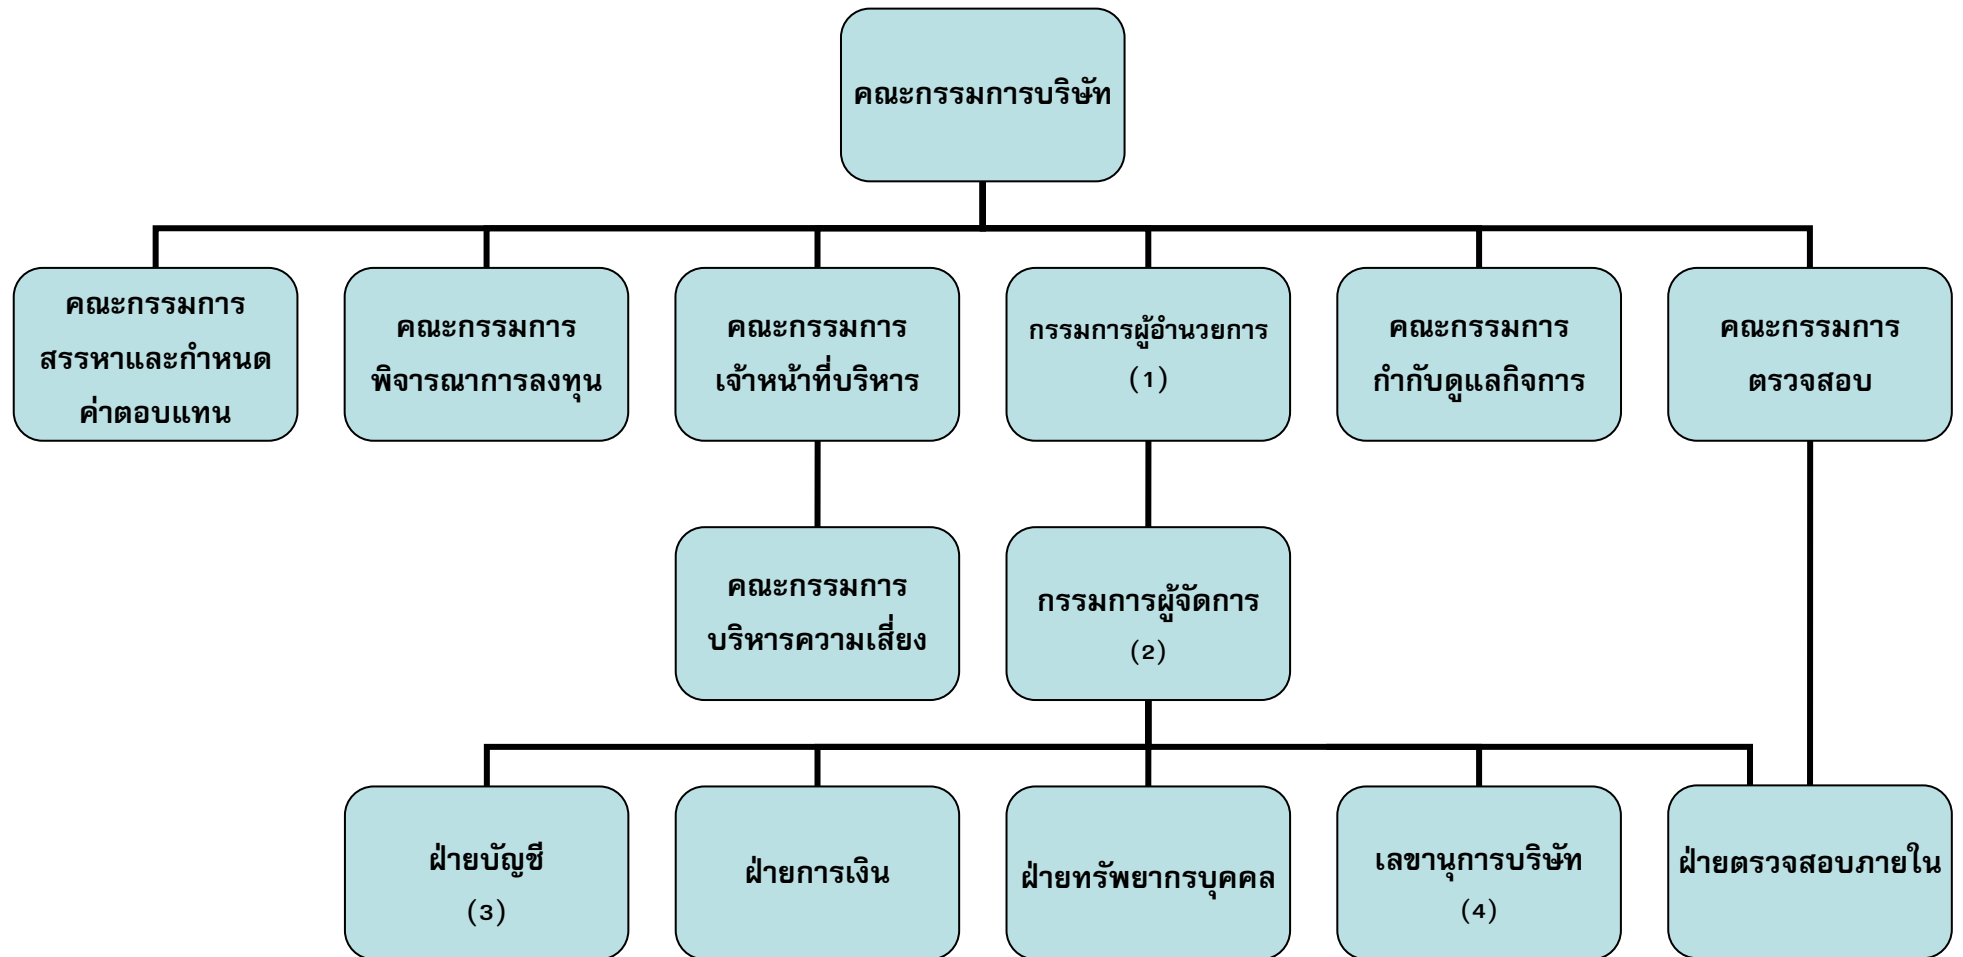 คณะกรรมการบริษัท
คณะกรรมการ
สรรหาและกำหนด
ค่าตอบแทน
คณะกรรมการ
พิจารณาการลงทุน
คณะกรรมการ
เจ้าหน้าที่บริหาร
กรรมการผู้อำนวยการ
(1)
คณะกรรมการ
กำกับดูแลกิจการ
คณะกรรมการ
ตรวจสอบ
คณะกรรมการ
บริหารความเสี่ยง
กรรมการผู้จัดการ
(2)
ฝ่ายบัญชี
(3)
ฝ่ายการเงิน
ฝ่ายทรัพยากรบุคคล
เลขานุการบริษัท
(4)
ฝ่ายตรวจสอบภายใน